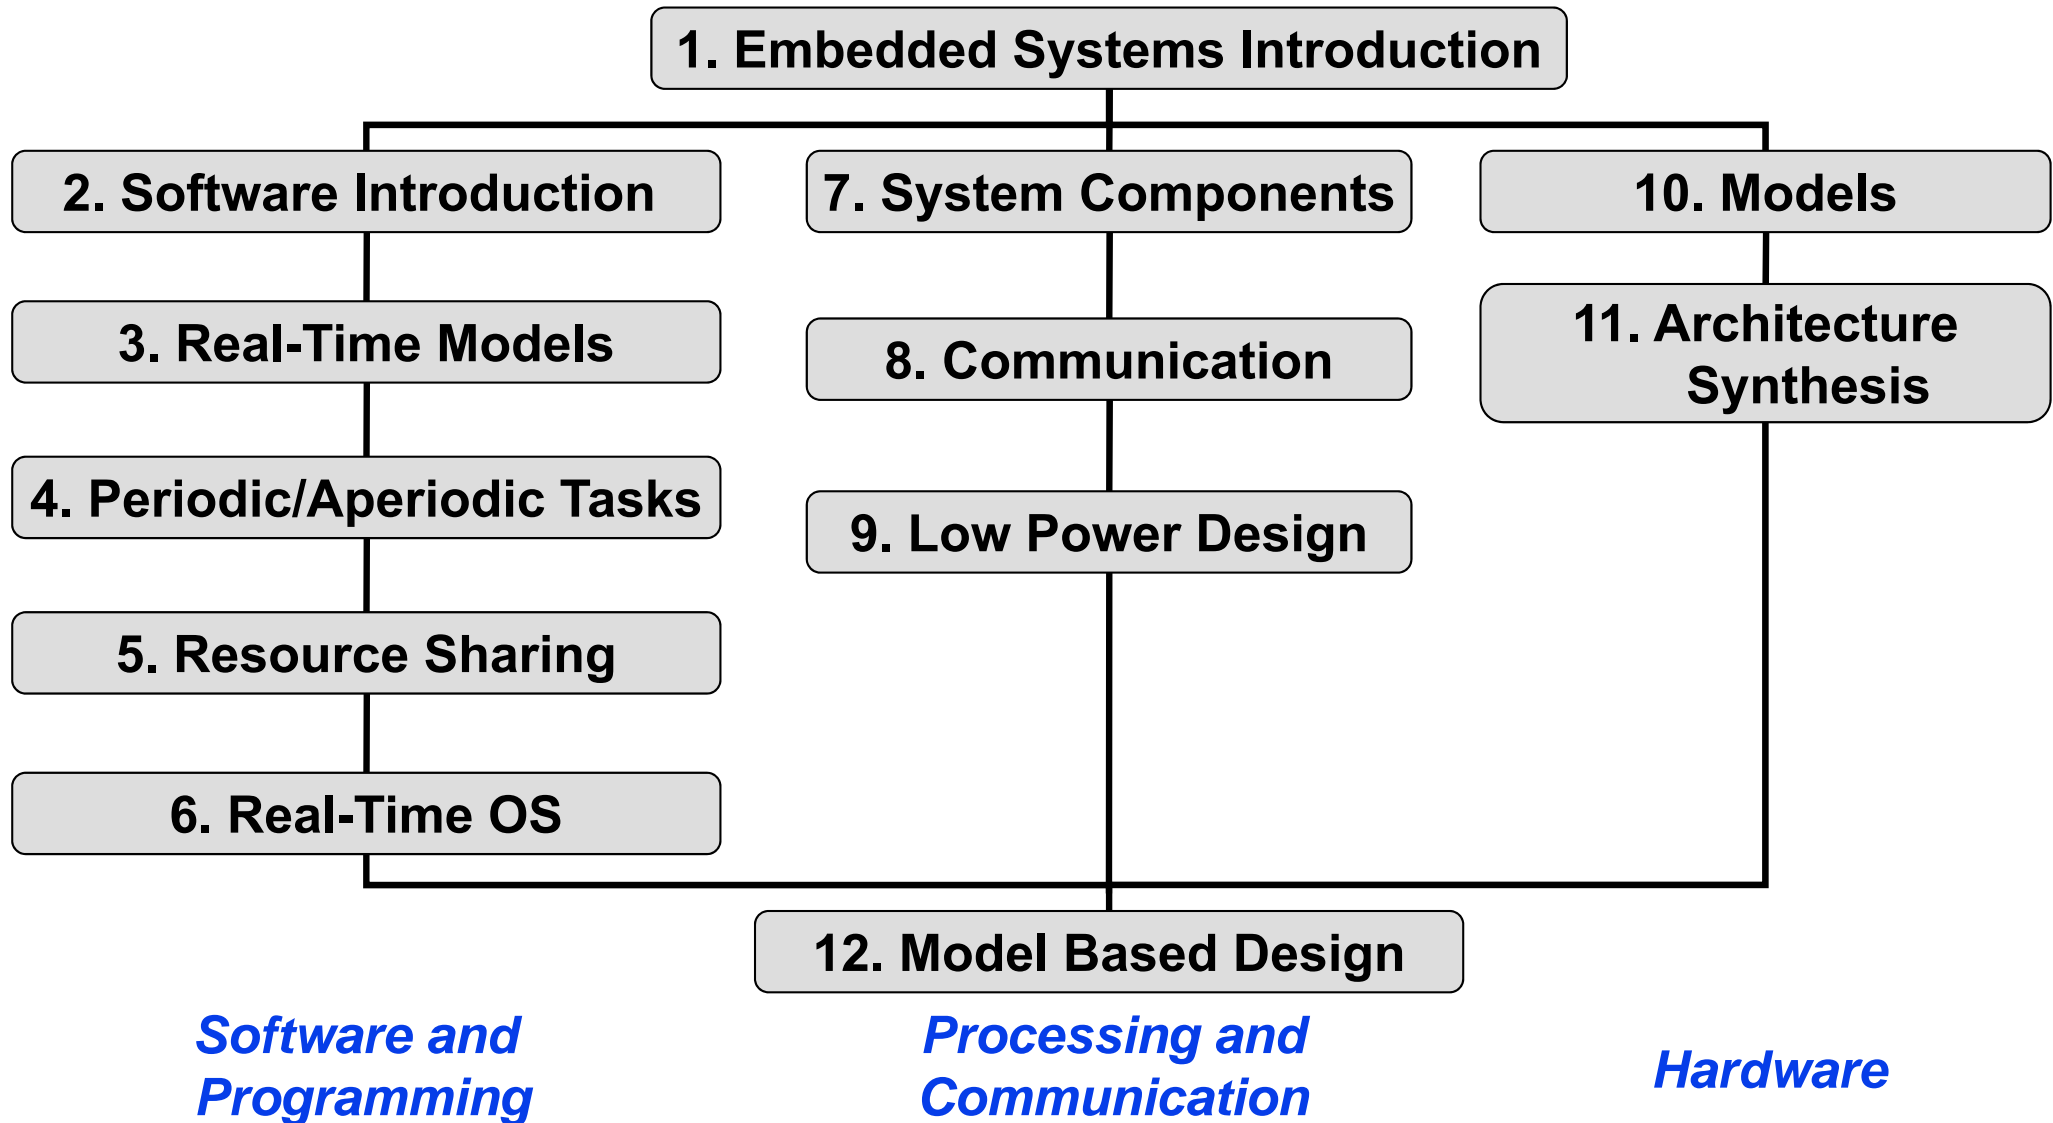 1. Embedded Systems Introduction
2. Software Introduction
7. System Components
10. Models
3. Real-Time Models
8. Communication
11. Architecture
Synthesis
4. Periodic/Aperiodic Tasks
9. Low Power Design
5. Resource Sharing
6. Real-Time OS
12. Model Based Design
Software and
Programming
Processing and
Communication
Hardware